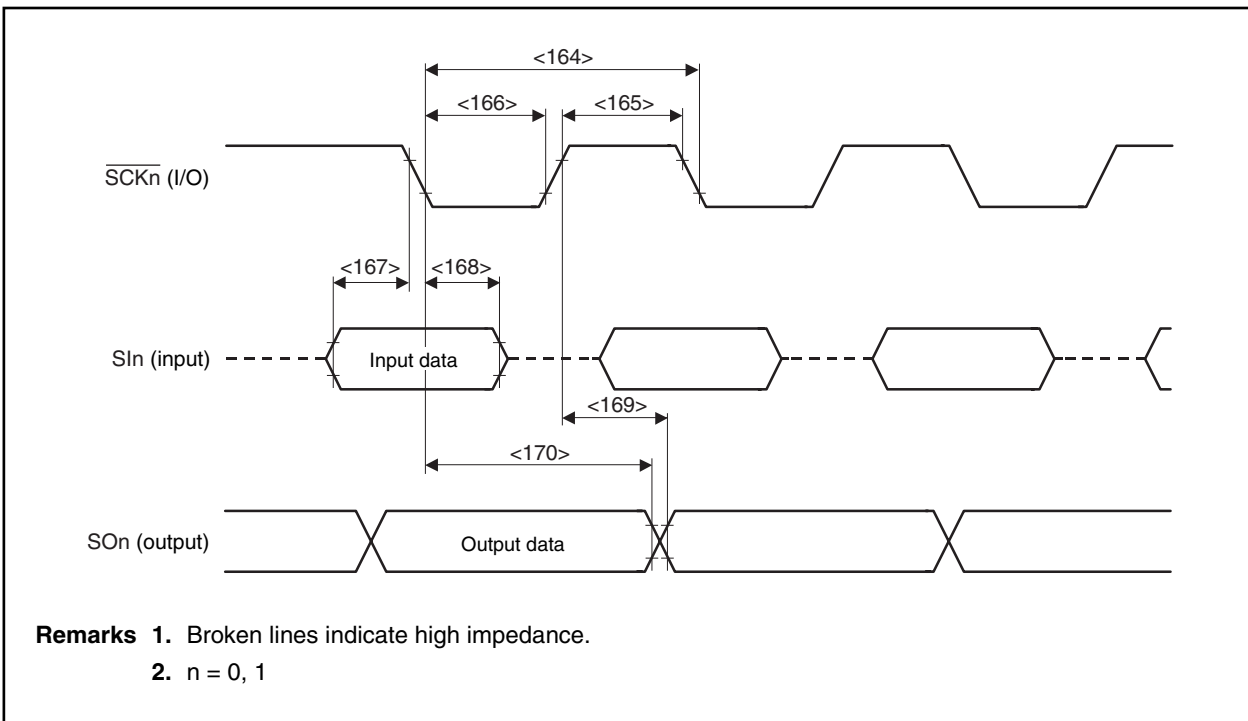 <164>
<166> <165>
SCKn (I/O)
<167> <168>
SIn (input) Input data
<169>
<170>
SOn (output) Output data
Remarks 1. Broken lines indicate high impedance.
2. n = 0, 1